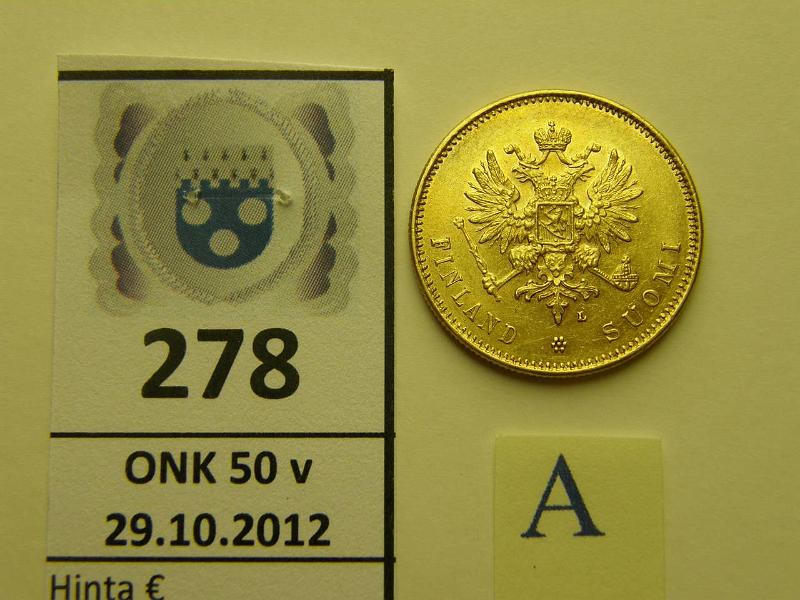 278
ONK 50 v
29.10.2012
Hinta €
FINLAND SUOMI
L
A